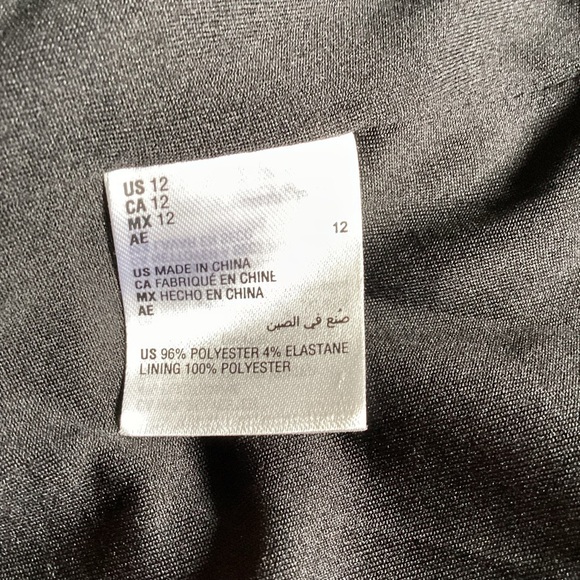 US 12
CA 12
MX 12
AE 12
US MADE IN CHINA
CA FABRIQUÉ EN CHINE
MX HECHO EN CHINA
AE
صُنع في الصين
US 96% POLYESTER 4% ELASTANE
LINING 100% POLYESTER